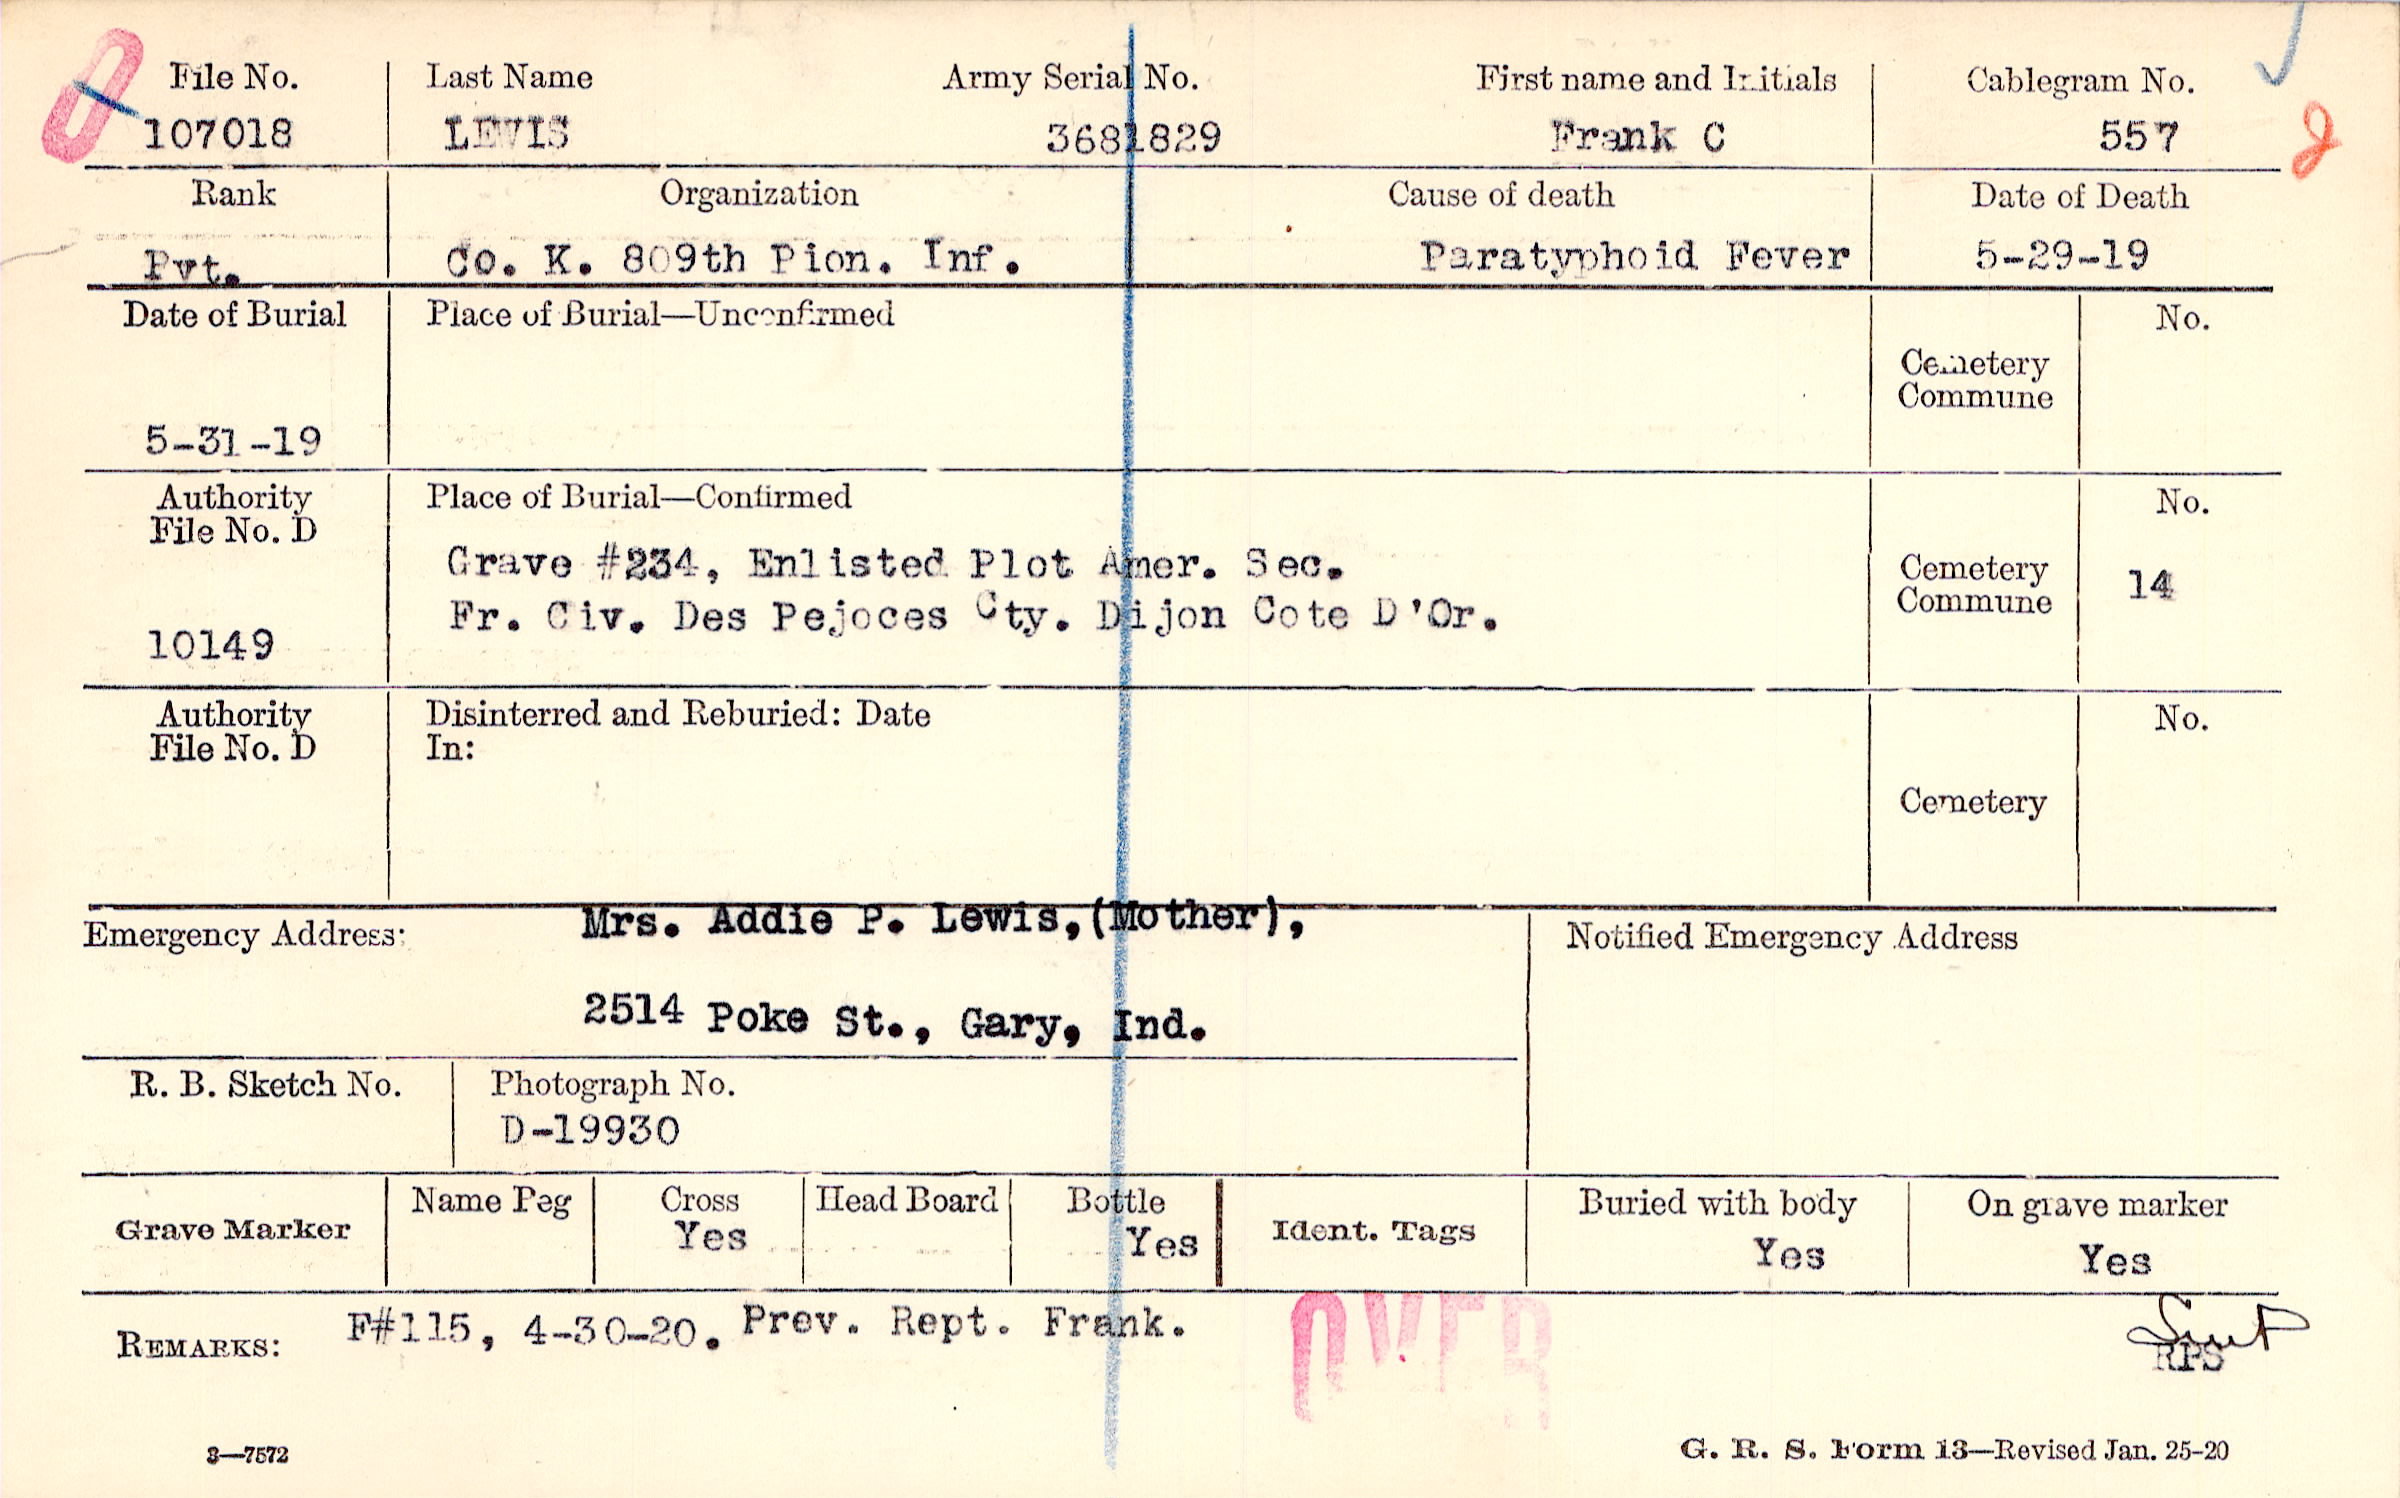 File No. Last Name Army Serial No. First name and Initials Cablegram No.
107018 LEWIS 3681829 Frank C 557
Rank Organization Cause of death Date of Death
Pvt. Co. K. 809th Pion. Inf. Paratyphoid Fever 5-29-19
Date of Burial Place of Burial—Unconfirmed No.
Cemetery
Commune
5-31-19
Authority Place of Burial—Confirmed No.
File No. D
Grave #234, Enlisted Plot Amer. Sec.
Cemetery
Commune 14
Fr. Civ. Des Pejoces Cty. Dijon Cote D'Or.
10149
Authority Disinterred and Reburied: Date No.
File No. D In:
Cemetery
Emergency Address: Mrs. Addie P. Lewis,(Mother), Notified Emergency Address
2514 Poke St., Gary, Ind.
R. B. Sketch No. Photograph No.
D-19930
Grave Marker Name Peg Cross Head Board Bottle Ident. Tags Buried with body On grave marker
Yes Yes Yes Yes
REMARKS: F#115, 4-30-20. Prev. Rept. Frank.
OVER
RPS
3—7572 G. R. S. Form 13—Revised Jan. 25-20